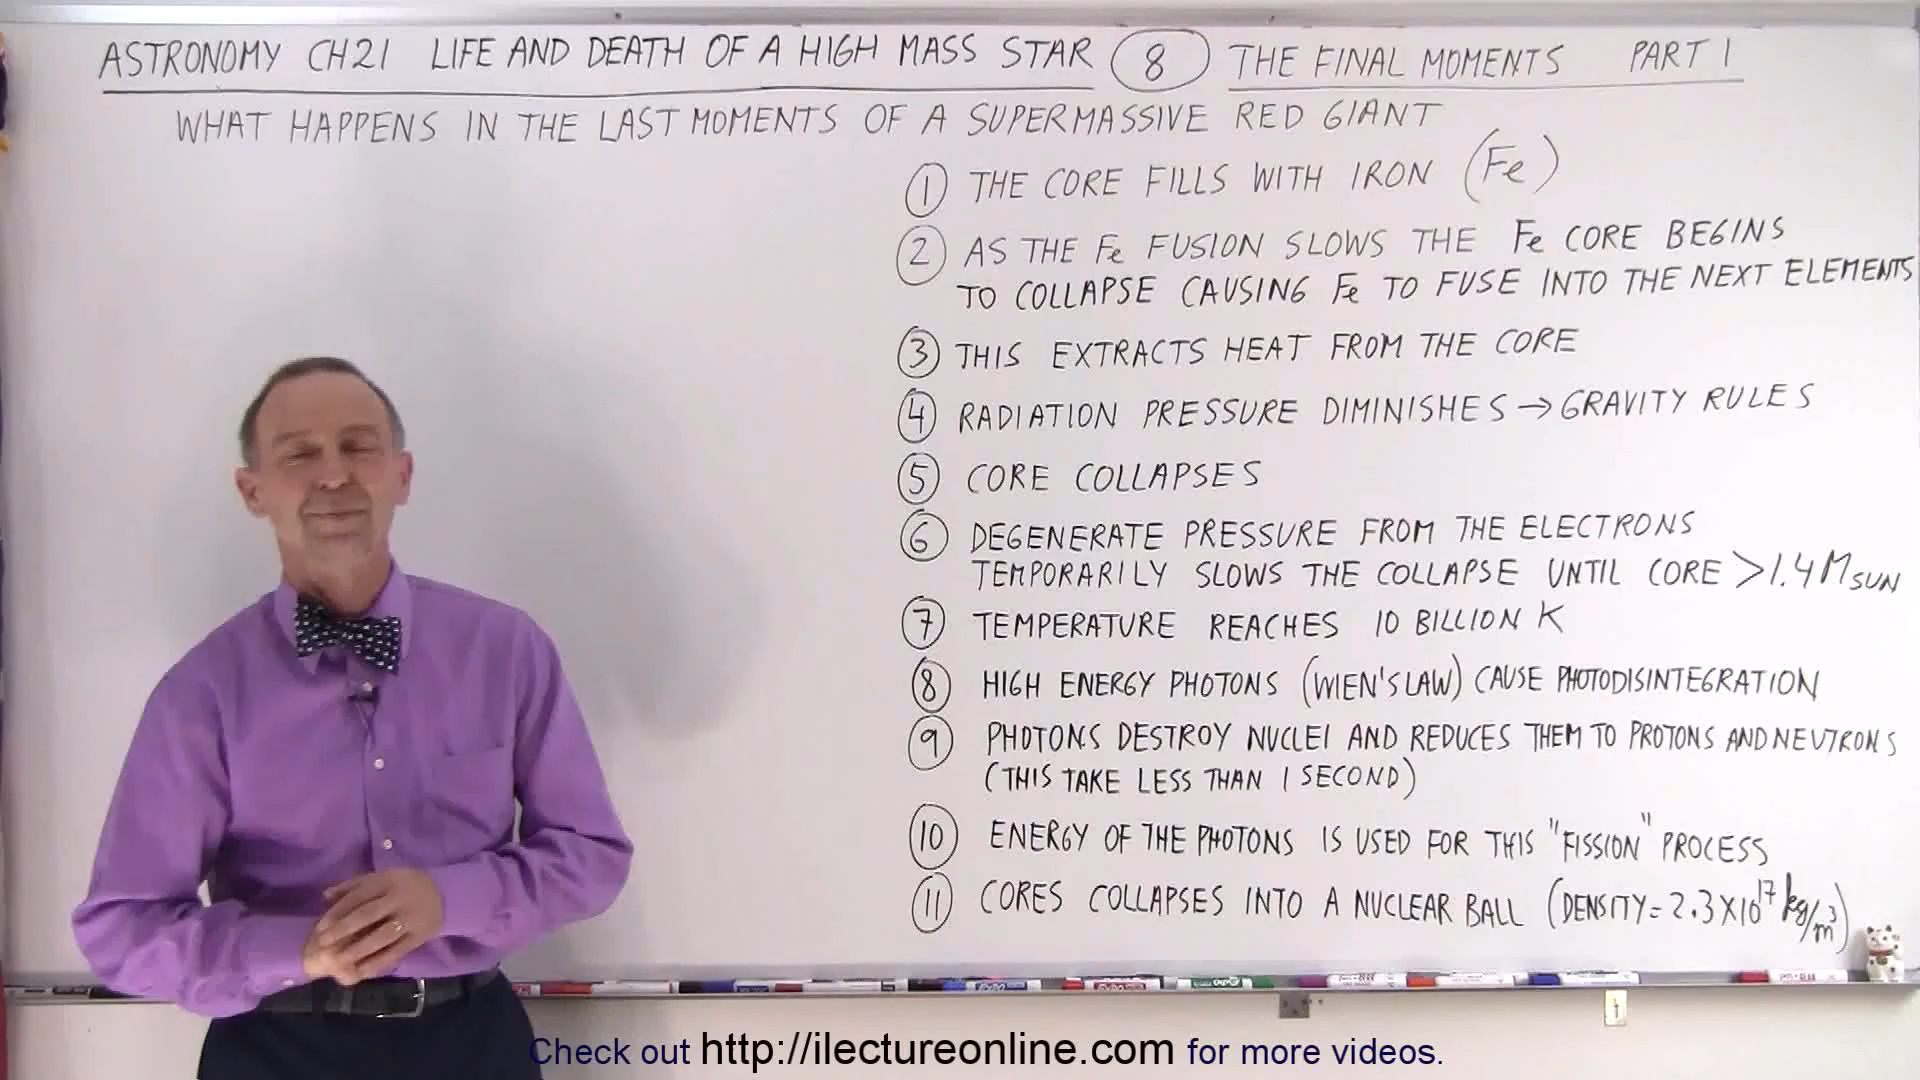 ASTRONOMY CH21 LIFE AND DEATH OF A HIGH MASS STAR 8 THE FINAL MOMENTS PART 1
WHAT HAPPENS IN THE LAST MOMENTS OF A SUPERMASSIVE RED GIANT
1 THE CORE FILLS WITH IRON (Fe)
2 AS THE Fe FUSION SLOWS THE Fe CORE BEGINS
TO COLLAPSE CAUSING Fe TO FUSE INTO THE NEXT ELEMENTS
3 THIS EXTRACTS HEAT FROM THE CORE
4 RADIATION PRESSURE DIMINISHES → GRAVITY RULES
5 CORE COLLAPSES
6 DEGENERATE PRESSURE FROM THE ELECTRONS
TEMPORARILY SLOWS THE COLLAPSE UNTIL CORE > 1.4 M SUN
7 TEMPERATURE REACHES 10 BILLION K
8 HIGH ENERGY PHOTONS (WIEN'S LAW) CAUSE PHOTODISINTEGRATION
9 PHOTONS DESTROY NUCLEI AND REDUCES THEM TO PROTONS AND NEUTRONS
(THIS TAKE LESS THAN 1 SECOND)
10 ENERGY OF THE PHOTONS IS USED FOR THIS "FISSION" PROCESS
11 CORES COLLAPSES INTO A NUCLEAR BALL (DENSITY = 2.3 X 10^17 kg/m^3)
Check out http://ilectureonline.com for more videos.